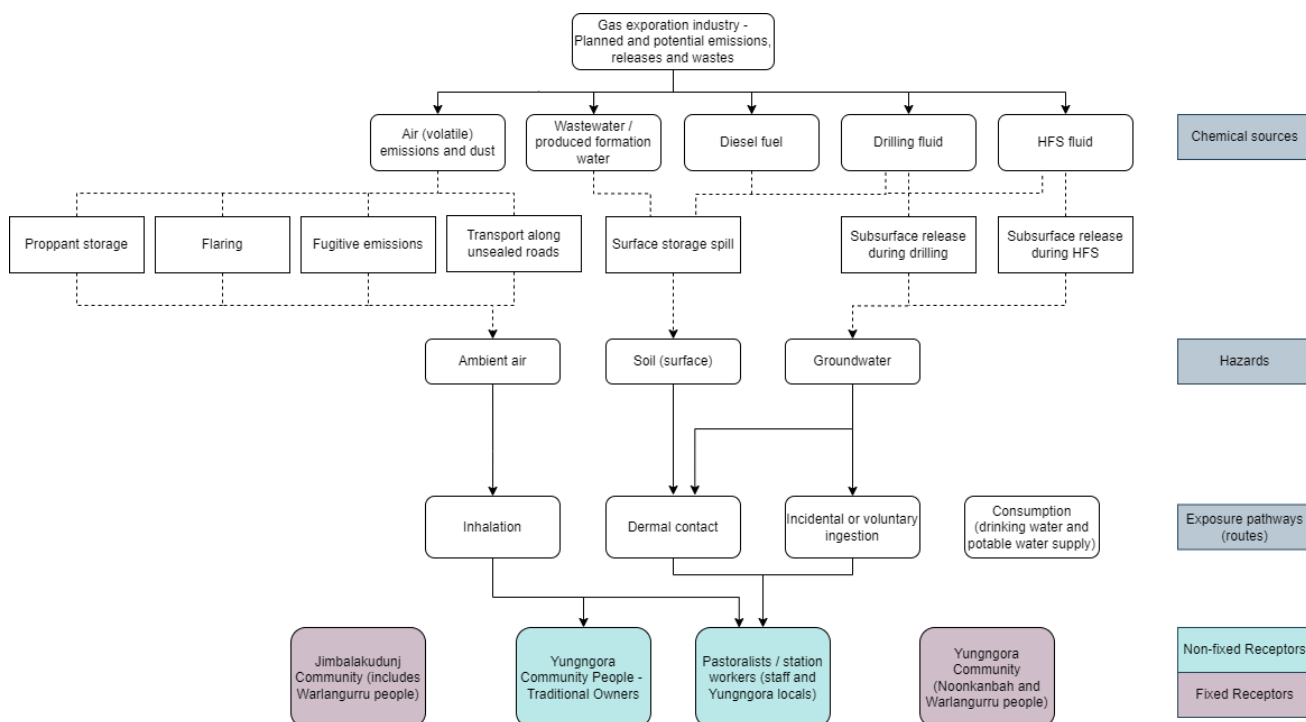 Gas exporation industry -
Planned and potential emissions,
releases and wastes
Air (volatile)
emissions and dust
Wastewater /
produced formation
water
Diesel fuel
Drilling fluid
HFS fluid
Chemical sources
Proppant storage
Flaring
Fugitive emissions
Transport along
unsealed roads
Surface storage spill
Subsurface release
during drilling
Subsurface release
during HFS
Ambient air
Soil (surface)
Groundwater
Hazards
Inhalation
Dermal contact
Incidental or voluntary
ingestion
Consumption
(drinking water and
potable water supply)
Exposure pathways
(routes)
Jimbalakudunj
Community (includes
Warlangurru people)
Yungngora
Community People -
Traditional Owners
Pastoralists / station
workers (staff and
Yungngora locals)
Yungngora
Community
(Noonkanbah and
Warlangurru people)
Non-fixed Receptors
Fixed Receptors